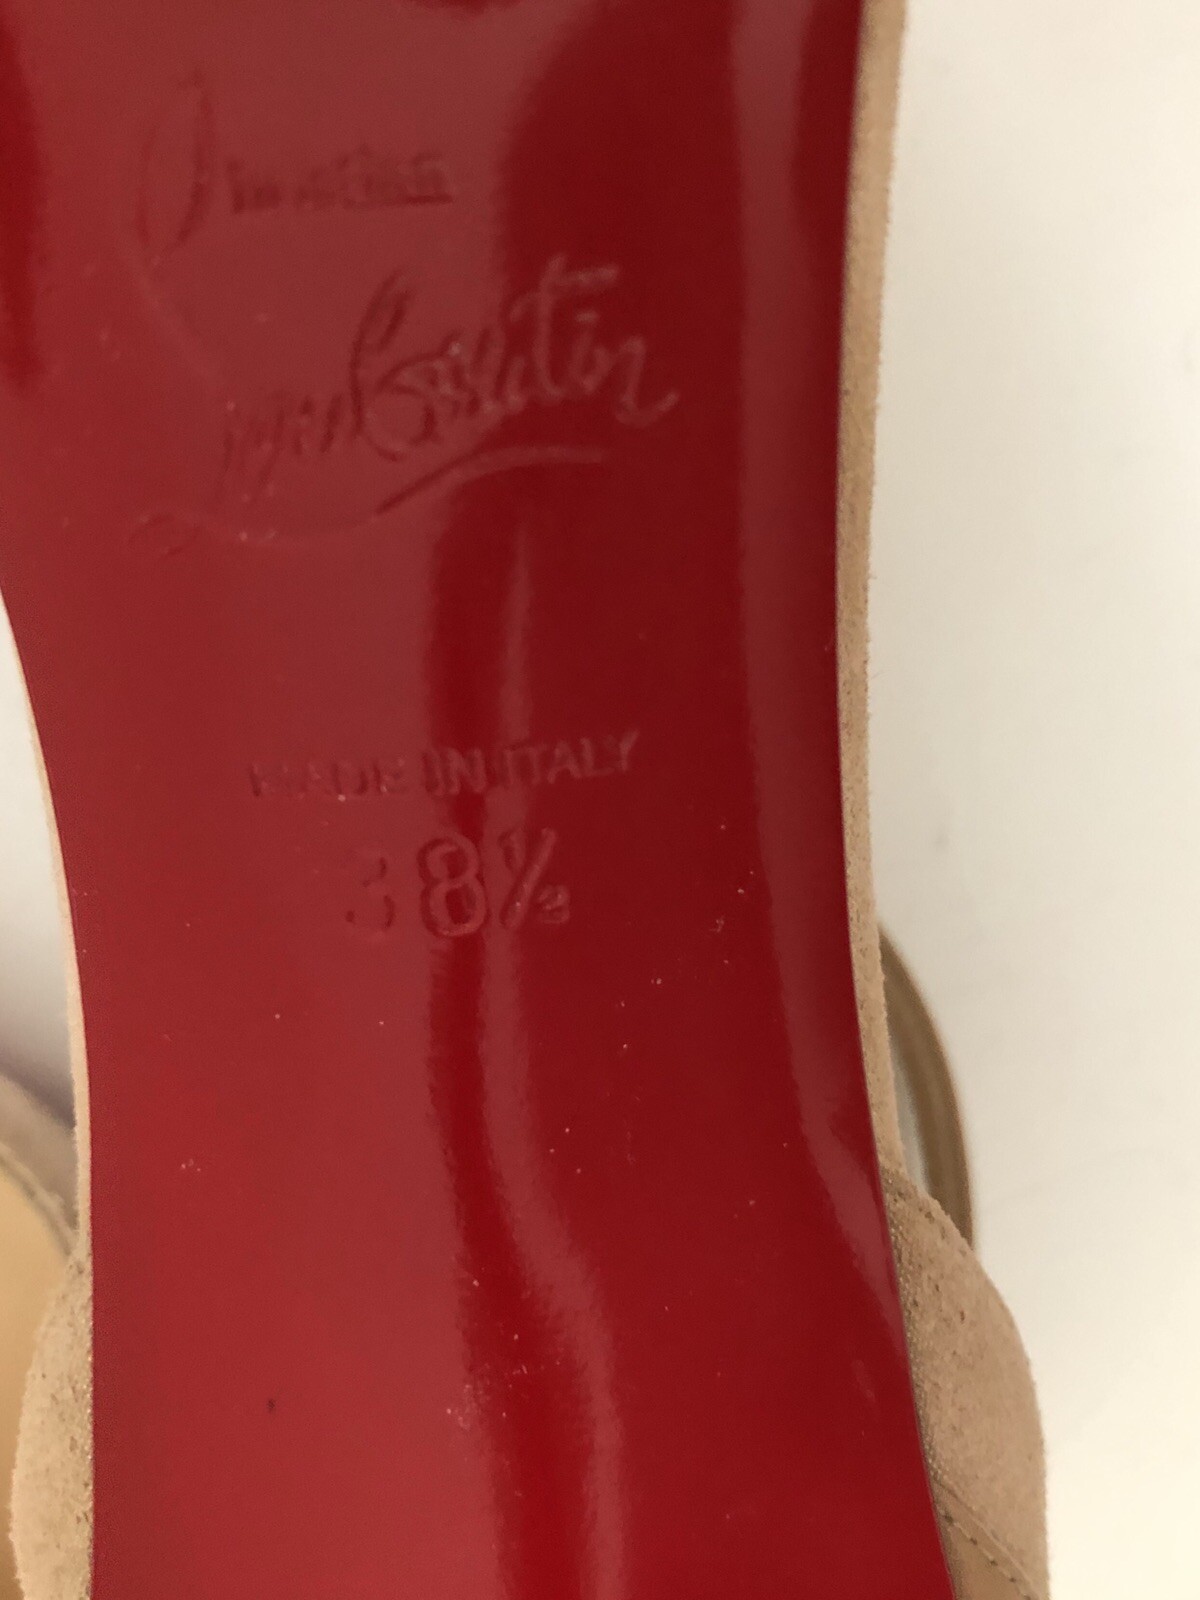 Christian
Louboutin
MADE IN ITALY
38½